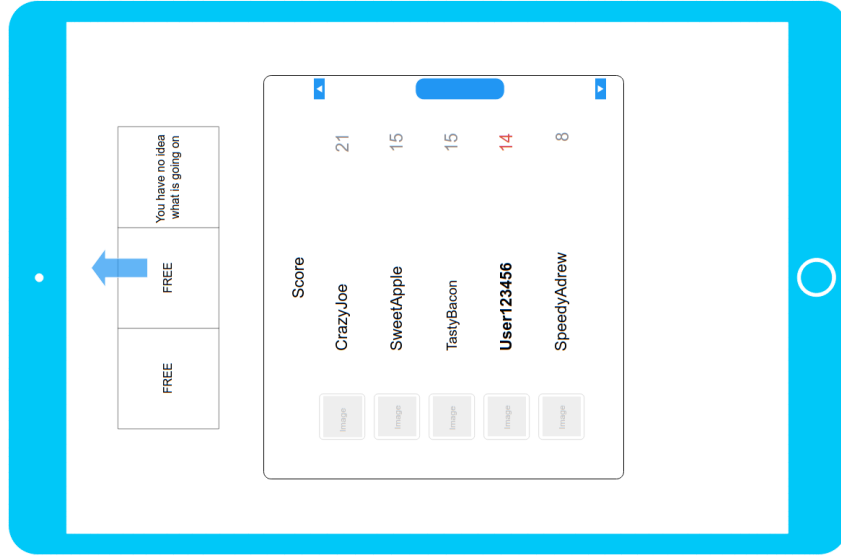 FREE
FREE
You have no idea
what is going on
Score
Image CrazyJoe 21
Image SweetApple 15
Image TastyBacon 15
Image User123456 14
Image SpeedyAdrew 8